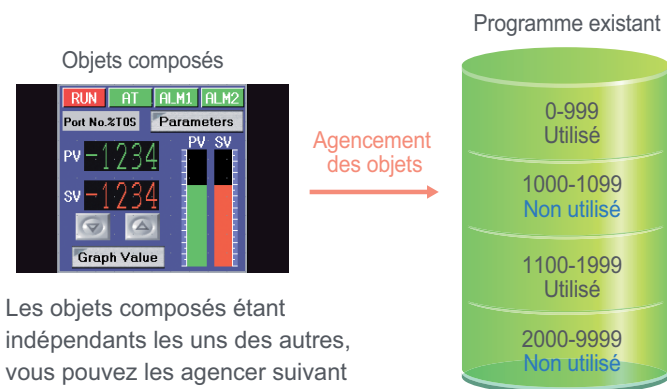 Programme existant
Objets composés
RUN AT ALM1 ALM2
Port No.%T0S Parameters
PV SV
PV -1234
SV -1234
Graph Value
Agencement
des objets
0-999
Utilisé
1000-1099
Non utilisé
1100-1999
Utilisé
2000-9999
Non utilisé
Les objets composés étant
indépendants les uns des autres,
vous pouvez les agencer suivant